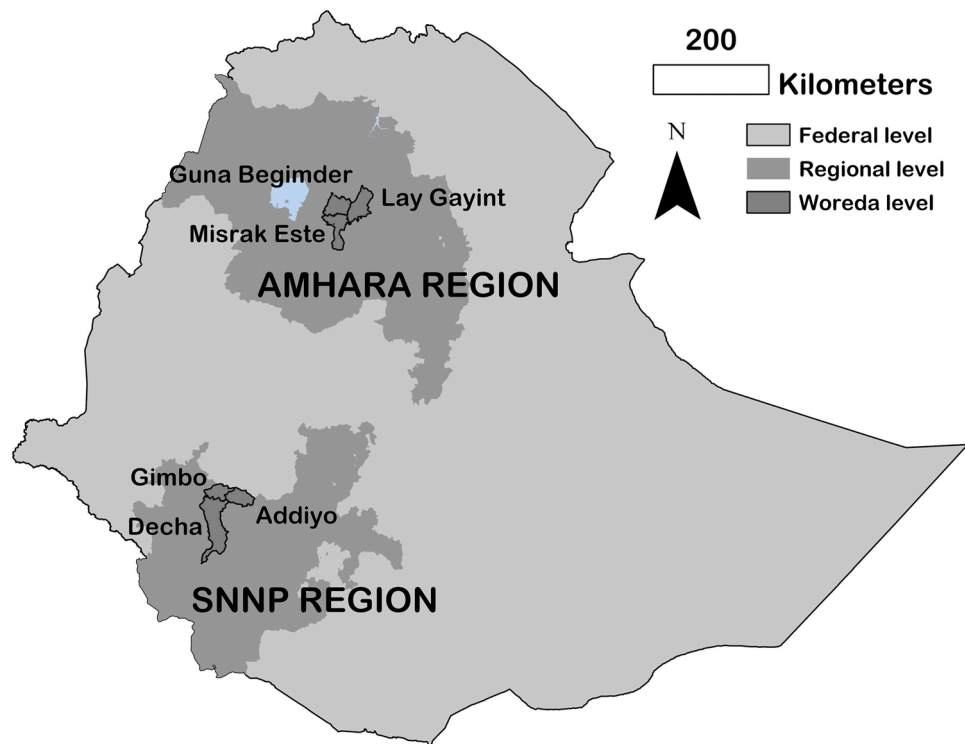 200
Kilometers
N
Federal level
Regional level
Woreda level
Guna Begimder
Lay Gayint
Misrak Este
AMHARA REGION
Gimbo
Addiyo
Decha
SNNP REGION